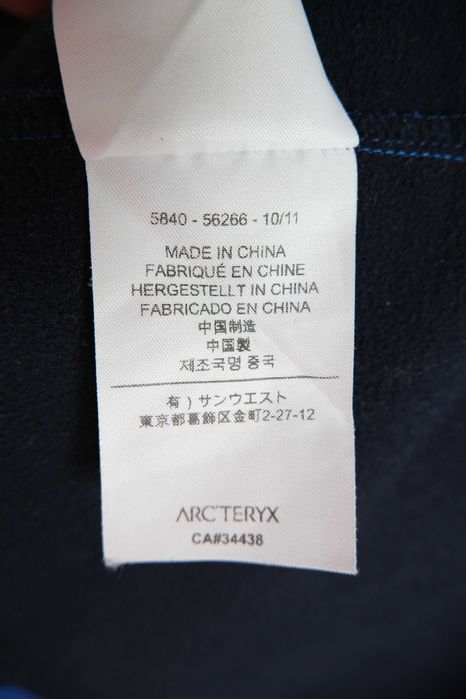 5840 - 56266 - 10/11
MADE IN CHINA
FABRIQUÉ EN CHINE
HERGESTELLT IN CHINA
FABRICADO EN CHINA
中国制造
中国製
제조국명 중국
有）サンウエスト
東京都葛飾区金町2-27-12
ARC'TERYX
CA#34438